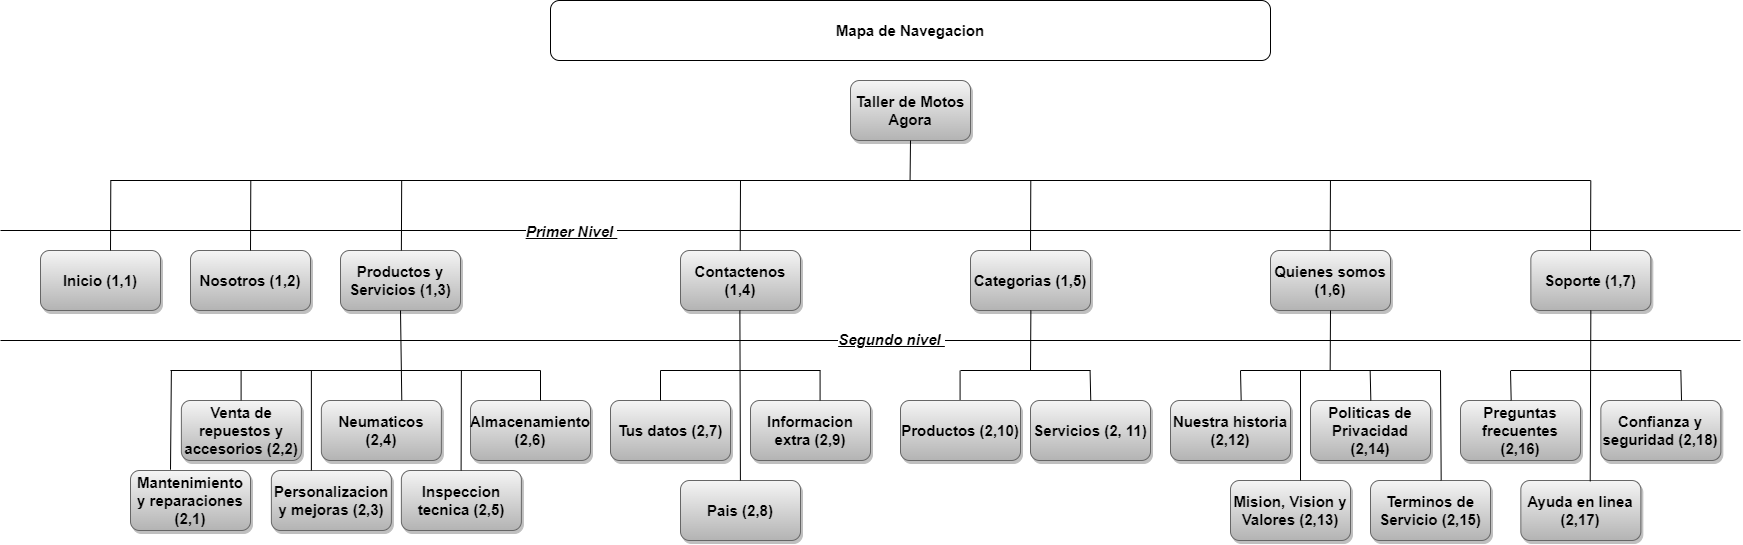 Mapa de Navegacion
Taller de Motos
Agora
Primer Nivel
Inicio (1,1)
Nosotros (1,2)
Productos y
Servicios (1,3)
Contactenos
(1,4)
Categorias (1,5)
Quienes somos
(1,6)
Soporte (1,7)
Segundo nivel
Venta de
repuestos y
accesorios (2,2)
Neumaticos
(2,4)
Almacenamiento
(2,6)
Mantenimiento
y reparaciones
(2,1)
Personalizacion
y mejoras (2,3)
Inspeccion
tecnica (2,5)
Tus datos (2,7)
Informacion
extra (2,9)
Pais (2,8)
Productos (2,10)
Servicios (2, 11)
Nuestra historia
(2,12)
Politicas de
Privacidad
(2,14)
Mision, Vision y
Valores (2,13)
Terminos de
Servicio (2,15)
Preguntas
frecuentes
(2,16)
Confianza y
seguridad (2,18)
Ayuda en linea
(2,17)